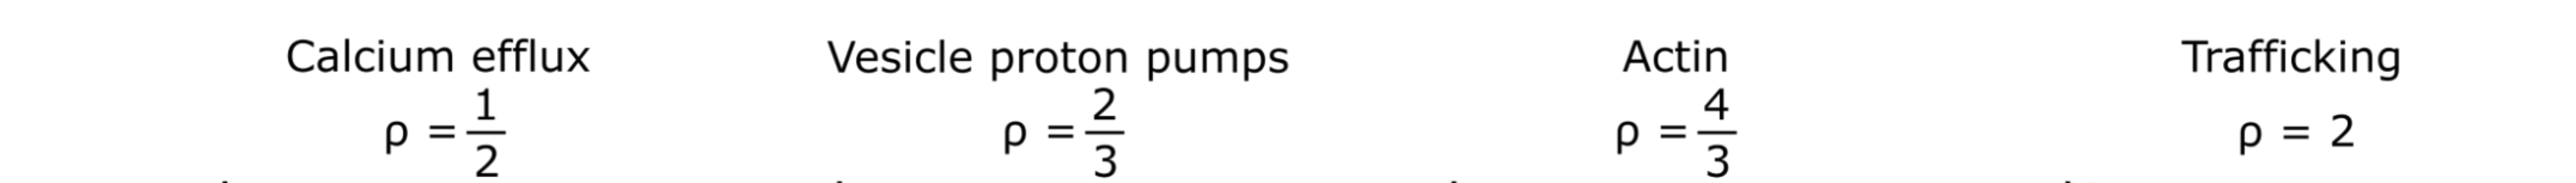 Calcium efflux
ρ = 1/2
Vesicle proton pumps
ρ = 2/3
Actin
ρ = 4/3
Trafficking
ρ = 2